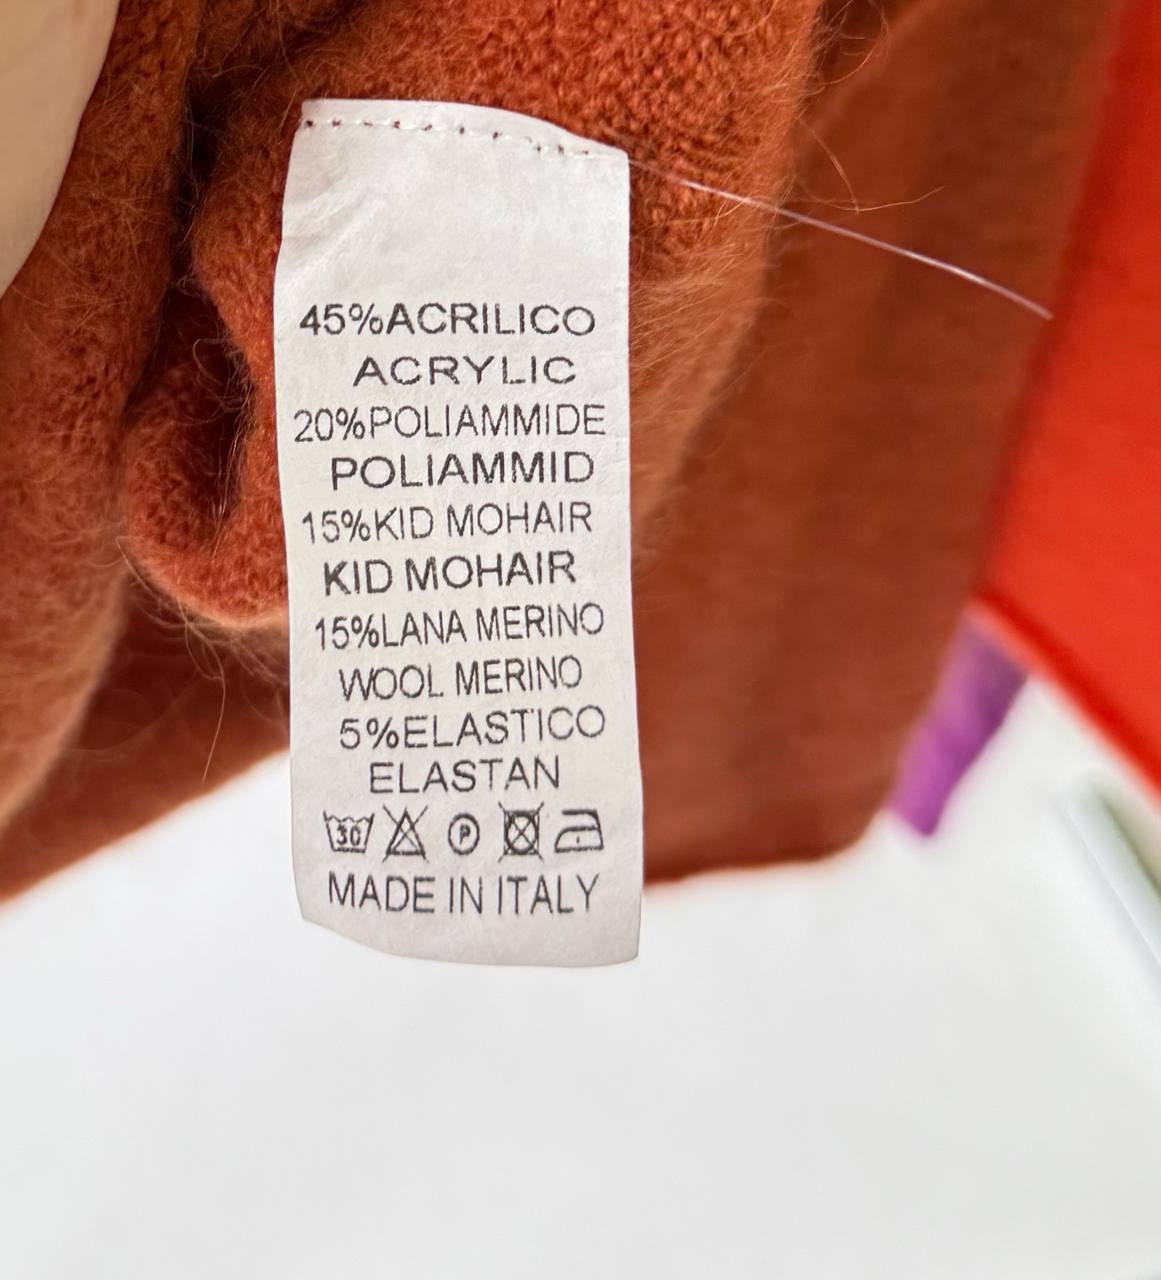 45%ACRILICO
ACRYLIC
20%POLIAMMIDE
POLIAMMID
15%KID MOHAIR
KID MOHAIR
15%LANA MERINO
WOOL MERINO
5%ELASTICO
ELASTAN
30 P
MADE IN ITALY